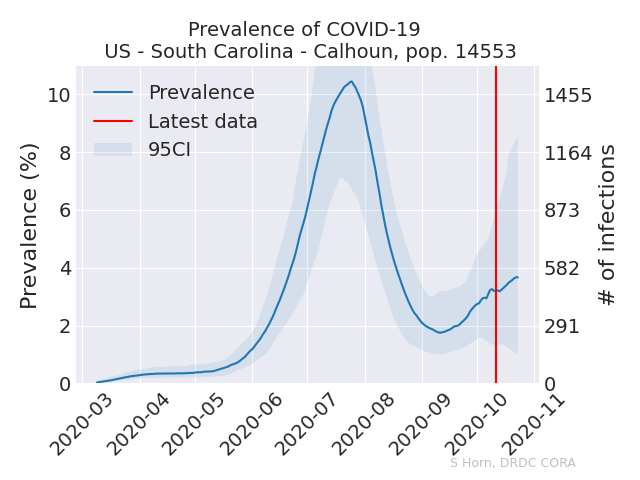 Prevalence of COVID-19
US - South Carolina - Calhoun, pop. 14553
Prevalence
Latest data
95CI
Prevalence (%)
10
8
6
4
2
0
1455
1164
873
582
291
0
# of infections
2020-03
2020-04
2020-05
2020-06
2020-07
2020-08
2020-09
2020-10
2020-11
S Horn, DRDC CORA